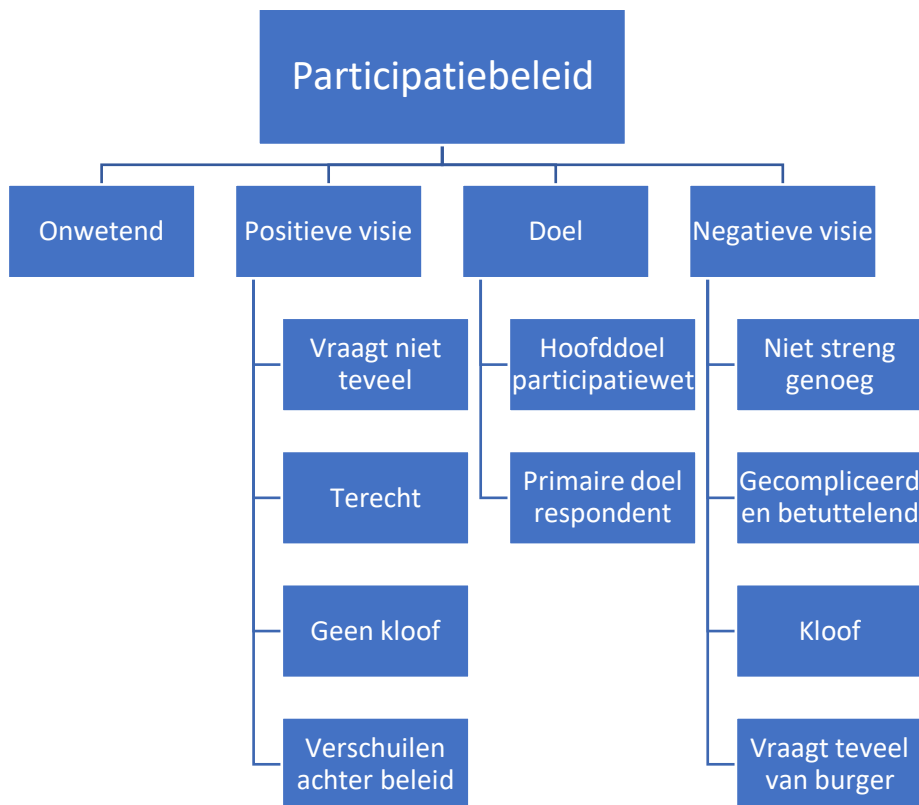 Participatiebeleid
Onwetend
Positieve visie
Doel
Negatieve visie
Vraagt niet
teveel
Terecht
Geen kloof
Verschuilen
achter beleid
Hoofddoel
participatiewet
Primaire doel
respondent
Niet streng
genoeg
Gecompliceerd
en betuttelend
Kloof
Vraagt teveel
van burger